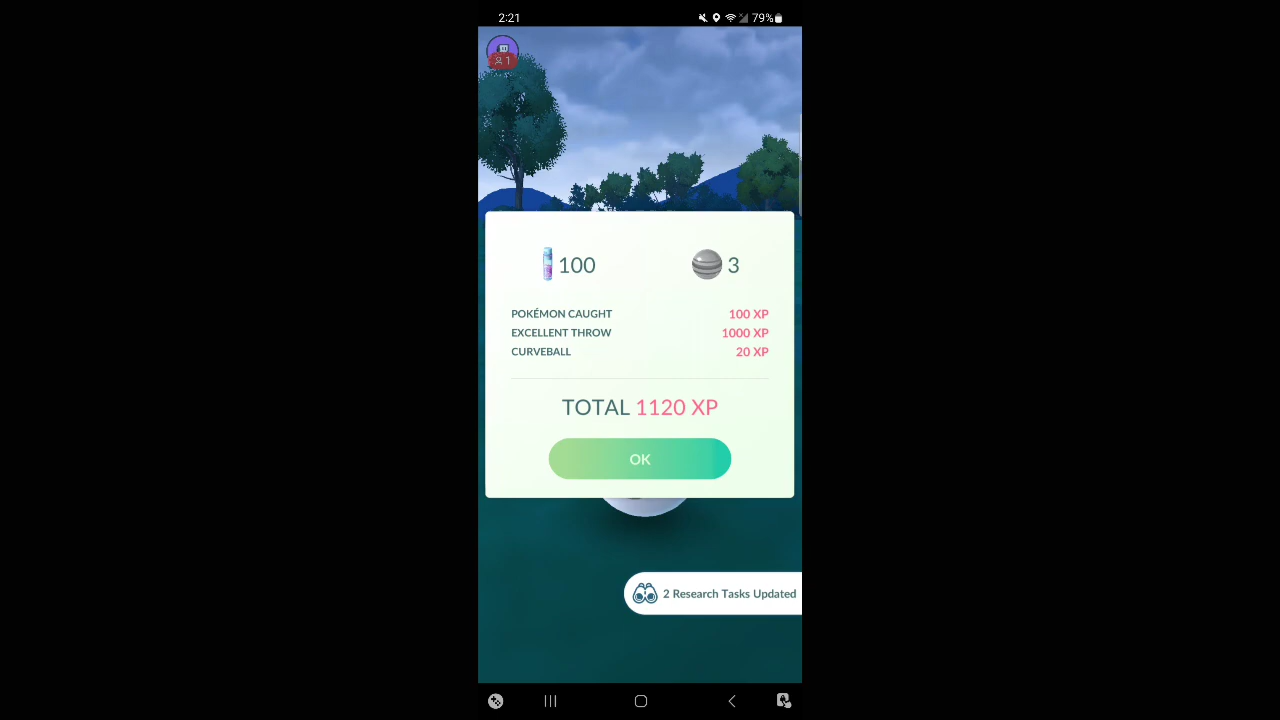 2:21
79%
1
100
3
POKÉMON CAUGHT 100 XP
EXCELLENT THROW 1000 XP
CURVEBALL 20 XP
TOTAL 1120 XP
OK
2 Research Tasks Updated